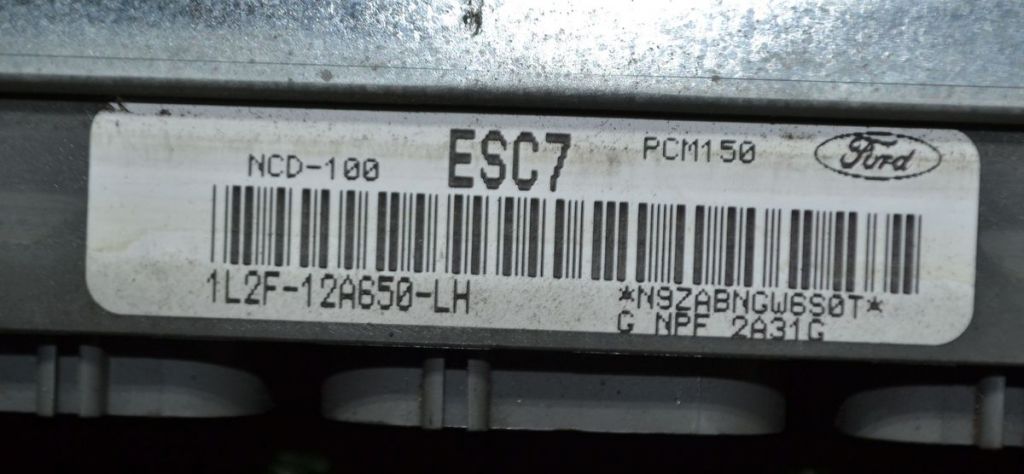 NCD-100 ESC7 PCM150 Ford
1L2F-12A650-LH
*N9ZABNGW6S0T*
G NPF 2A31G